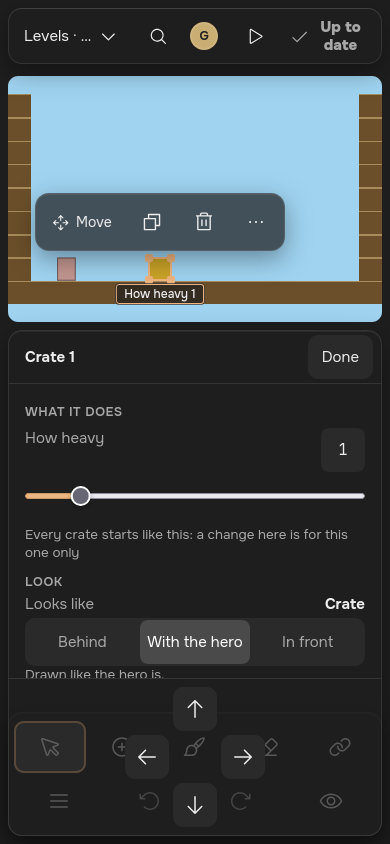 Levels · ...
G
Up to
date
Move
How heavy 1
Crate 1
Done
WHAT IT DOES
How heavy
1
Every crate starts like this: a change here is for this
one only
LOOK
Looks like
Crate
Behind
With the hero
In front
Drawn like the hero is.